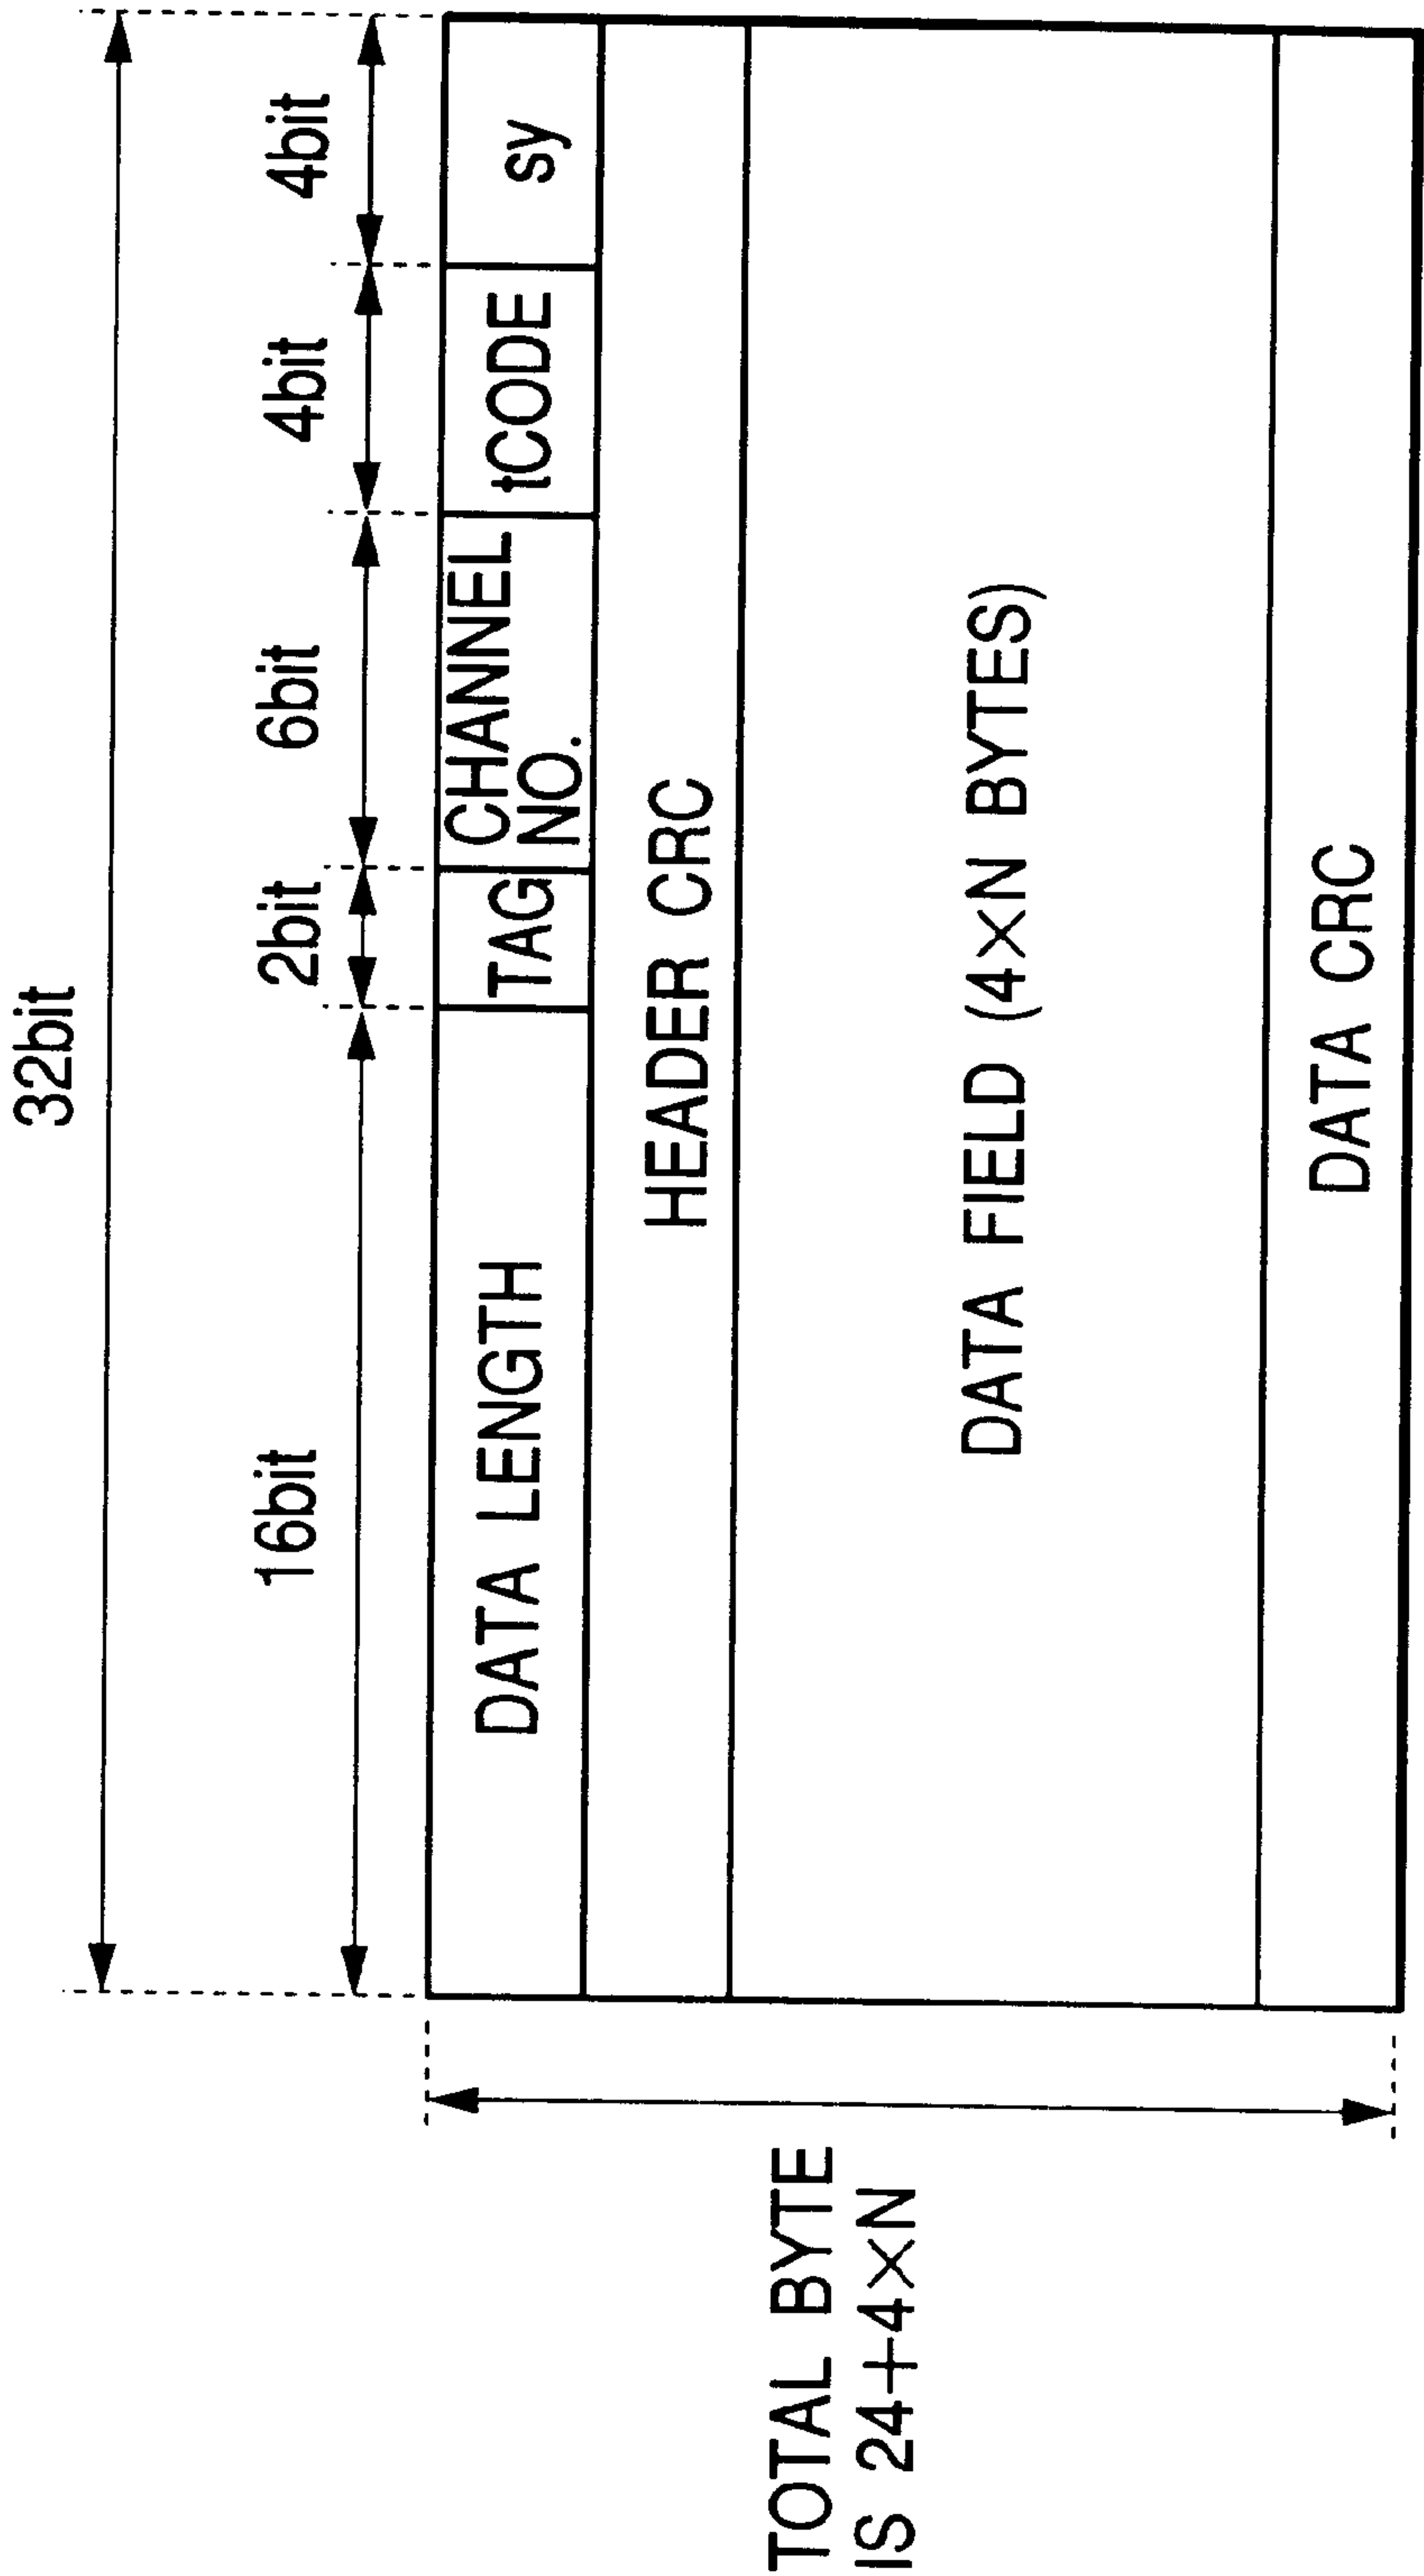 32bit
16bit
2bit
6bit
4bit
4bit
DATA LENGTH
TAG
CHANNEL
NO.
tCODE
sy
HEADER CRC
DATA FIELD (4×N BYTES)
DATA CRC
TOTAL BYTE
IS 24+4×N